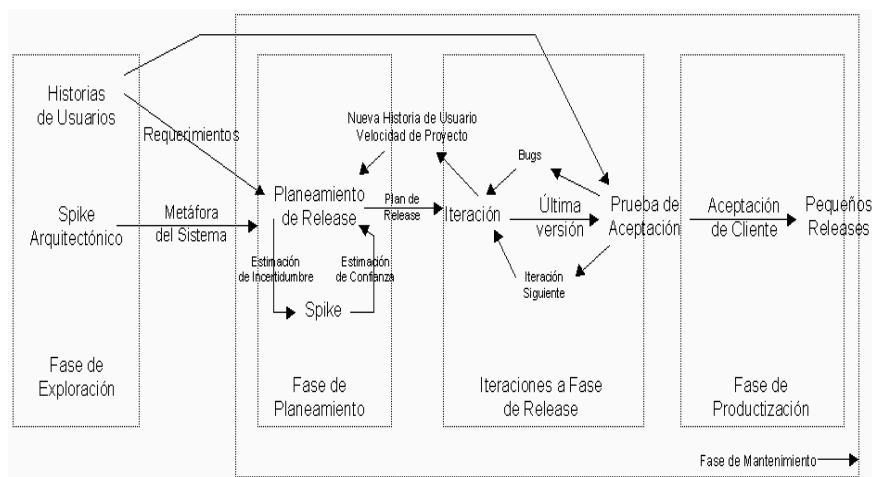 Historias
de Usuarios
Requerimientos
Spike
Arquitectónico
Metáfora
del Sistema
Fase de
Exploración
Nueva Historia de Usuario
Velocidad de Proyecto
Planeamiento
de Release
Plan de
Release
Estimación
de Incertidumbre
Estimación
de Confianza
Spike
Fase de
Planeamiento
Bugs
Iteración
Última
versión
Prueba de
Aceptación
Iteración
Siguiente
Iteraciones a Fase
de Release
Aceptación
de Cliente
Pequeños
Releases
Fase de
Productización
Fase de Mantenimiento